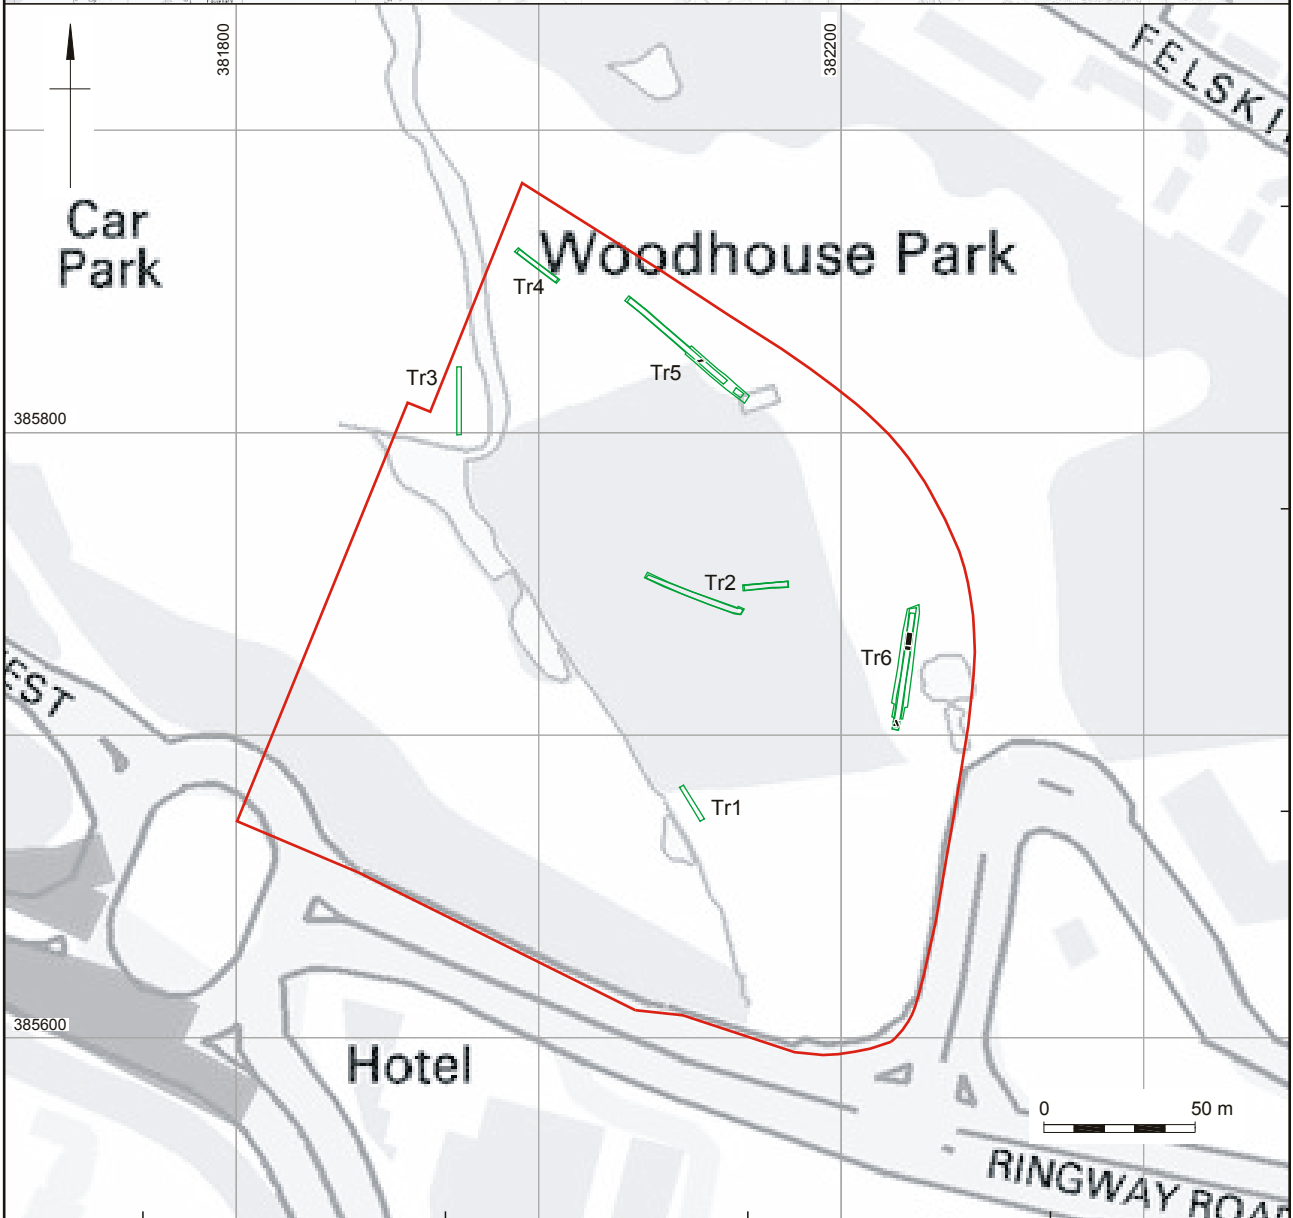 381800
382200
FELSKI
Car
Park
Woodhouse Park
Tr4
Tr5
Tr3
385800
Tr2
Tr6
EST
Tr1
385600
Hotel
0 50 m
RINGWAY ROAD